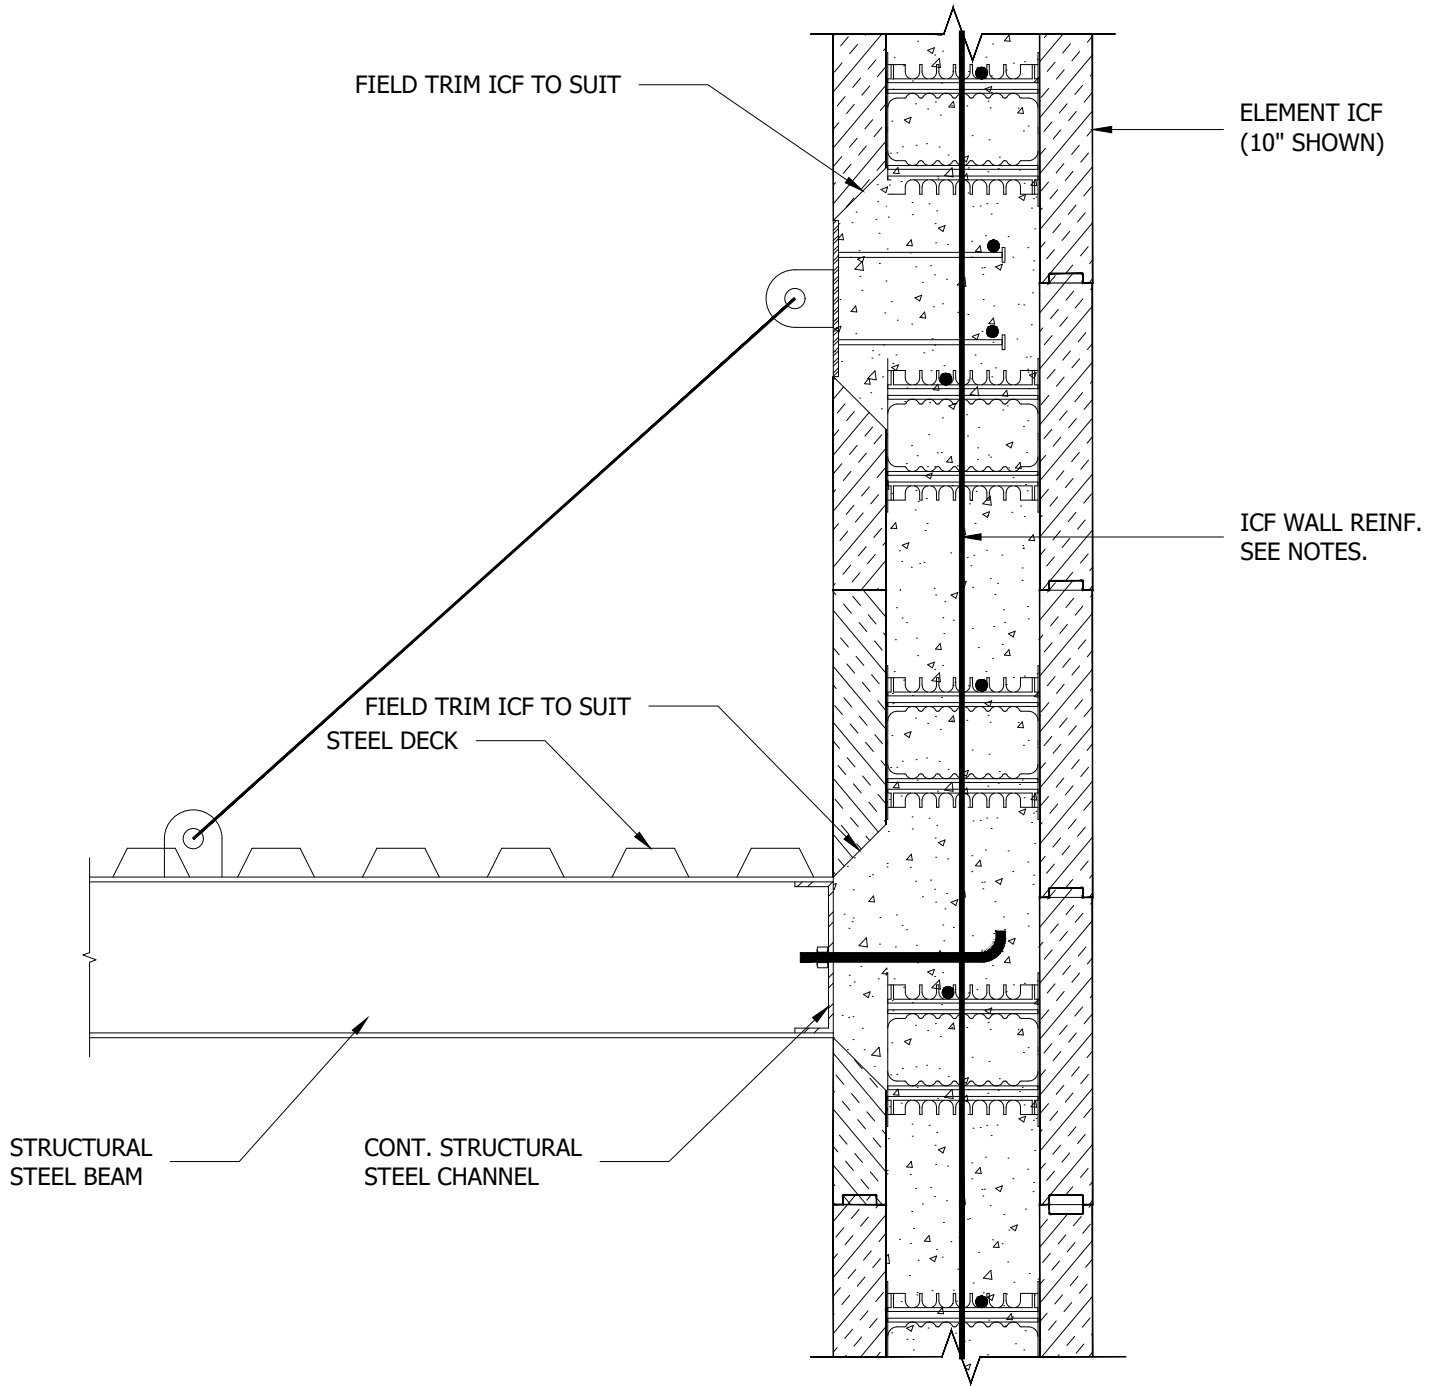 FIELD TRIM ICF TO SUIT
ELEMENT ICF
(10" SHOWN)
ICF WALL REINF.
SEE NOTES.
FIELD TRIM ICF TO SUIT
STEEL DECK
STRUCTURAL
STEEL BEAM
CONT. STRUCTURAL
STEEL CHANNEL